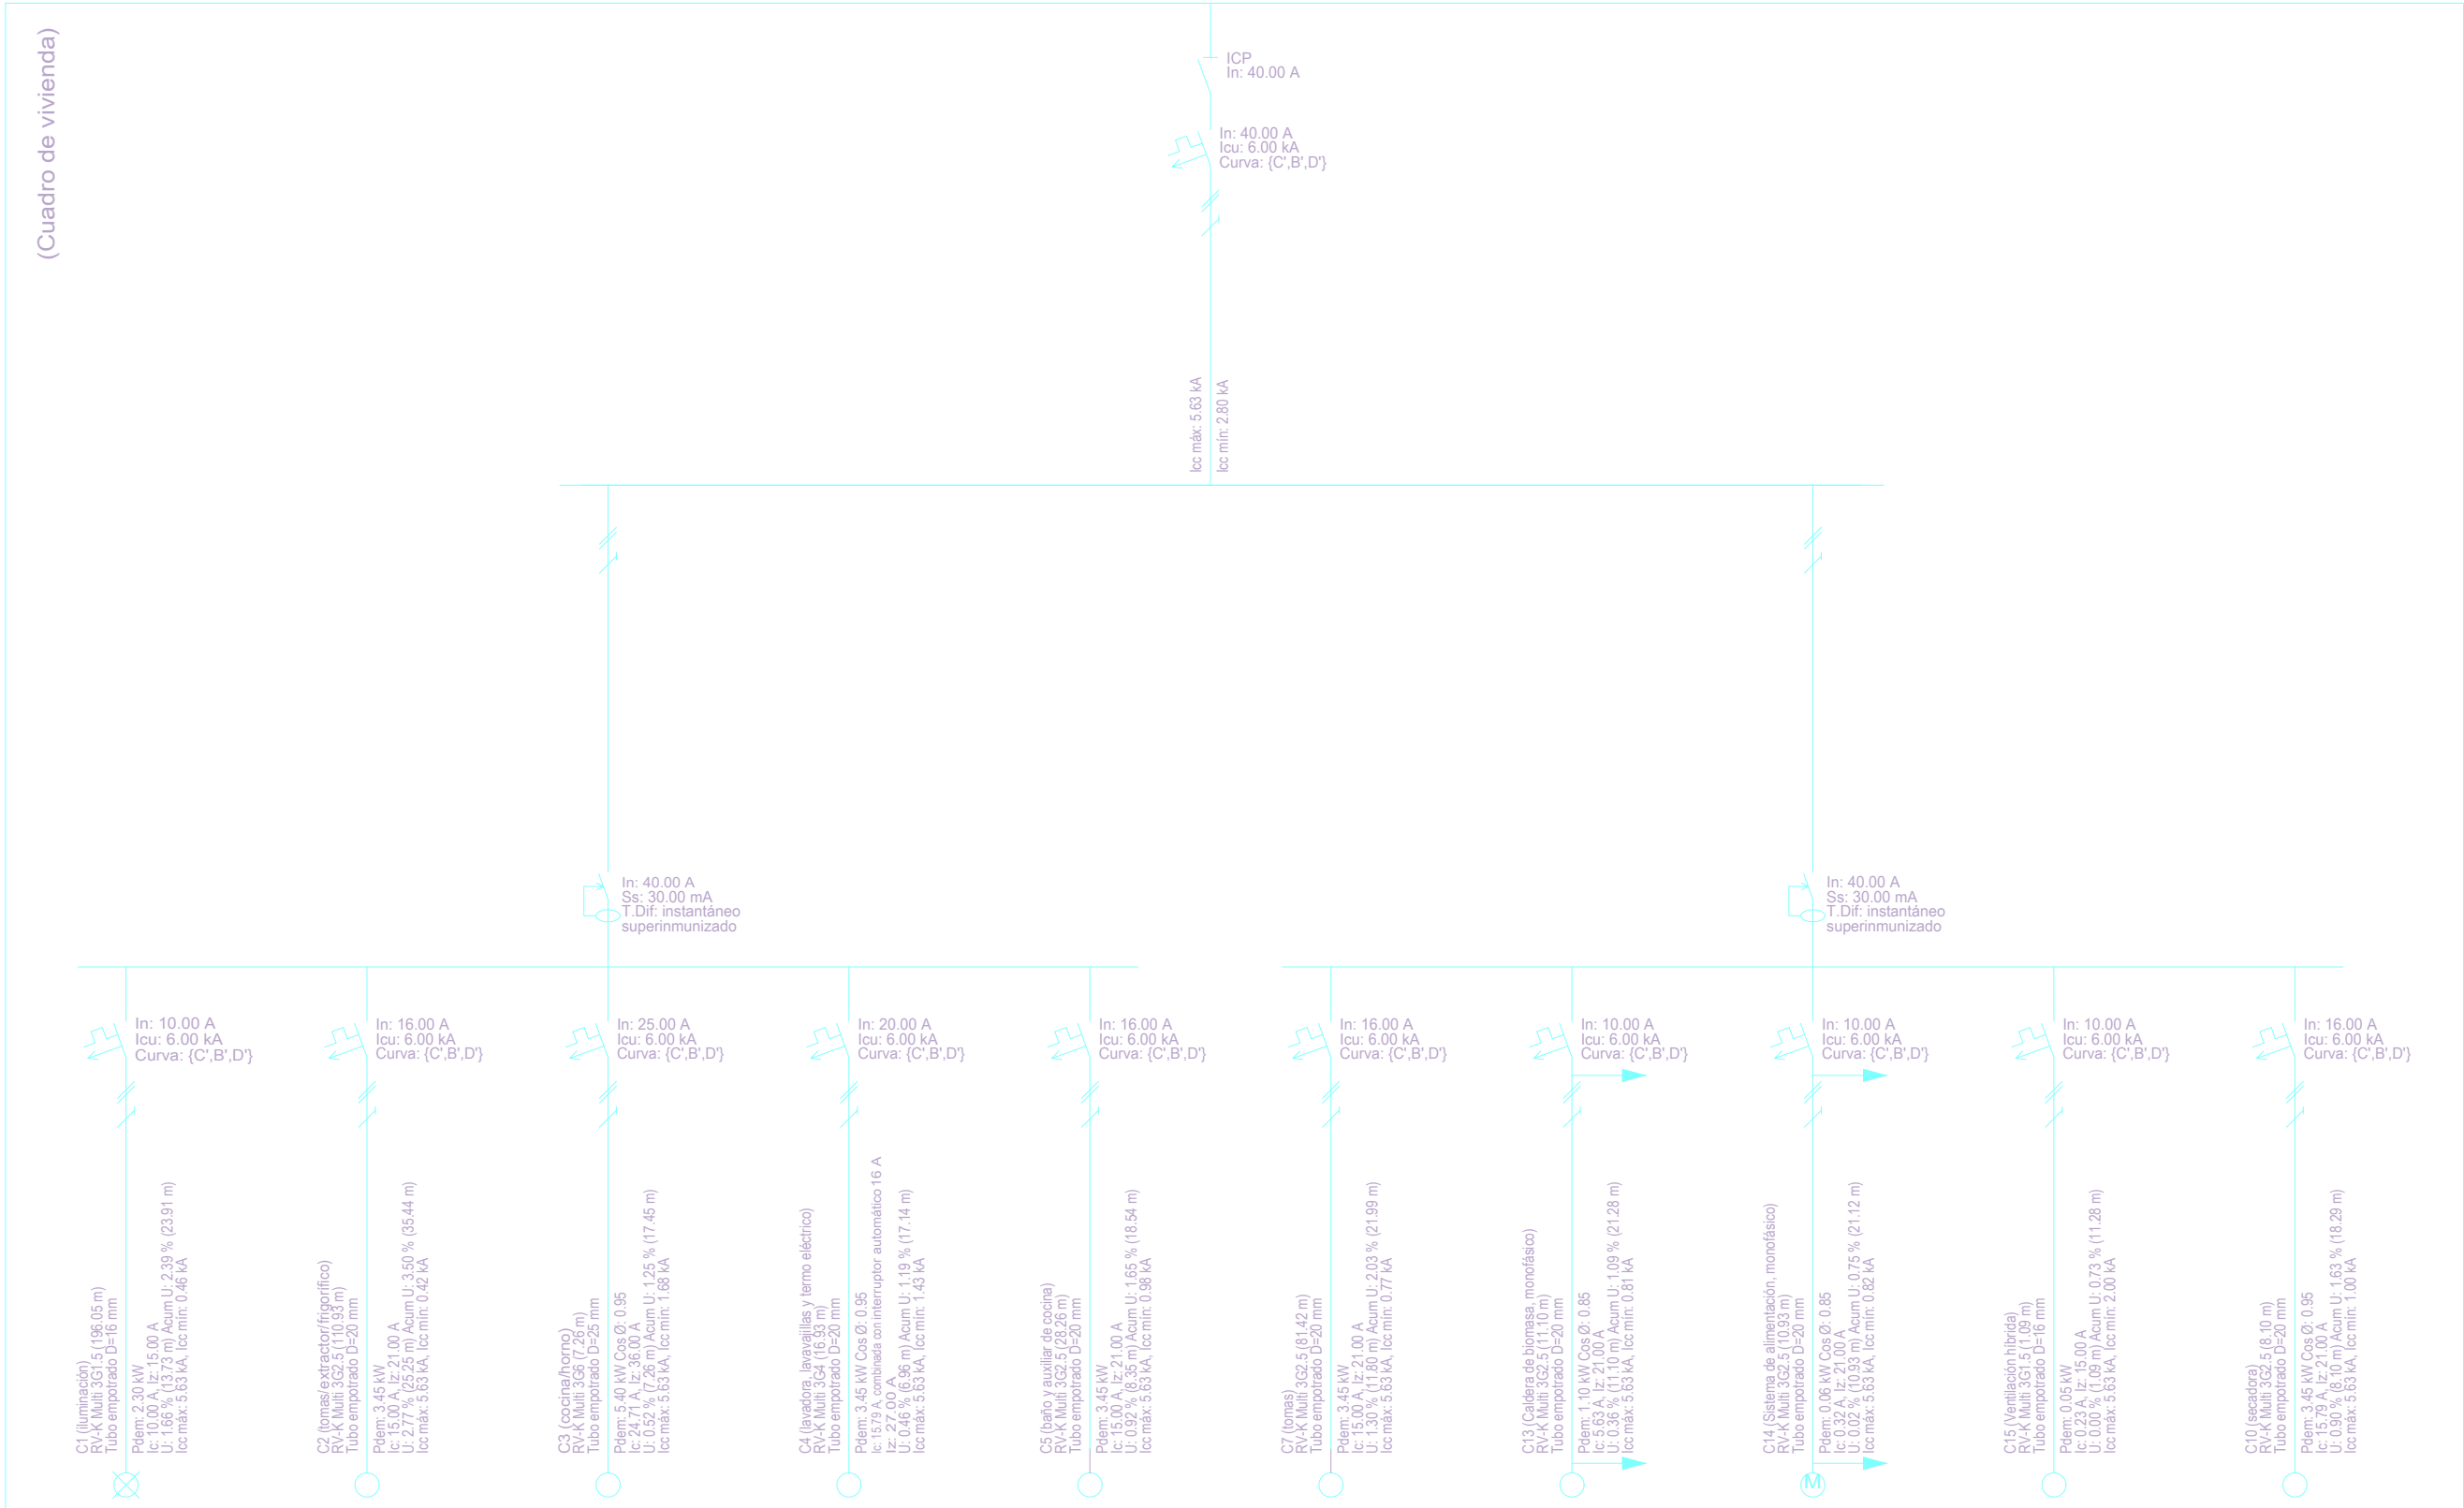 (Cuadro de vivienda)
ICP
In: 40.00 A
In: 40.00 A
Icu: 6.00 kA
Curva: {C',B',D'}
Icc máx: 5.63 kA
Icc mín: 2.80 kA
In: 40.00 A
Ss: 30.00 mA
T.Dif: instantáneo
superinmunizado
In: 40.00 A
Ss: 30.00 mA
T.Dif: instantáneo
superinmunizado
In: 10.00 A
Icu: 6.00 kA
Curva: {C',B',D'}
In: 16.00 A
Icu: 6.00 kA
Curva: {C',B',D'}
In: 25.00 A
Icu: 6.00 kA
Curva: {C',B',D'}
In: 20.00 A
Icu: 6.00 kA
Curva: {C',B',D'}
In: 16.00 A
Icu: 6.00 kA
Curva: {C',B',D'}
In: 16.00 A
Icu: 6.00 kA
Curva: {C',B',D'}
In: 10.00 A
Icu: 6.00 kA
Curva: {C',B',D'}
In: 10.00 A
Icu: 6.00 kA
Curva: {C',B',D'}
In: 10.00 A
Icu: 6.00 kA
Curva: {C',B',D'}
In: 16.00 A
Icu: 6.00 kA
Curva: {C',B',D'}
C1 (iluminación)
RV-K Multi 3G1.5 (196.05 m)
Tubo empotrado D=16 mm
Pdem: 2.30 kW
Ic: 10.00 A, Iz: 15.00 A
U: 1.66 % (13.73 m) Acum U: 2.39 % (23.91 m)
Icc máx: 5.63 kA, Icc mín: 0.46 kA
C2 (tomas/extractor/frigorífico)
RV-K Multi 3G2.5 (110.93 m)
Tubo empotrado D=20 mm
Pdem: 3.45 kW
Ic: 15.00 A, Iz: 21.00 A
U: 2.77 % (25.25 m) Acum U: 3.50 % (35.44 m)
Icc máx: 5.63 kA, Icc mín: 0.42 kA
C3 (cocina/horno)
RV-K Multi 3G6 (7.26 m)
Tubo empotrado D=25 mm
Pdem: 5.40 kW Cos Ø: 0.95
Ic: 24.71 A, Iz: 36.00 A
U: 0.52 % (7.26 m) Acum U: 1.25 % (17.45 m)
Icc máx: 5.63 kA, Icc mín: 1.68 kA
C4 (lavadora, lavavajillas y termo eléctrico)
RV-K Multi 3G4 (16.93 m)
Tubo empotrado D=20 mm
Pdem: 3.45 kW Cos Ø: 0.95
Ic: 15.79 A, combinada con interruptor automático 16 A
Iz: 27.00 A
U: 0.46 % (6.96 m) Acum U: 1.19 % (17.14 m)
Icc máx: 5.63 kA, Icc mín: 1.43 kA
C5 (baño y auxiliar de cocina)
RV-K Multi 3G2.5 (28.26 m)
Tubo empotrado D=20 mm
Pdem: 3.45 kW
Ic: 15.00 A, Iz: 21.00 A
U: 0.92 % (8.35 m) Acum U: 1.65 % (18.54 m)
Icc máx: 5.63 kA, Icc mín: 0.98 kA
C7 (tomas)
RV-K Multi 3G2.5 (81.42 m)
Tubo empotrado D=20 mm
Pdem: 3.45 kW
Ic: 15.00 A, Iz: 21.00 A
U: 1.30 % (11.80 m) Acum U: 2.03 % (21.99 m)
Icc máx: 5.63 kA, Icc mín: 0.77 kA
C13 (Caldera de biomasa, monofásico)
RV-K Multi 3G2.5 (11.10 m)
Tubo empotrado D=20 mm
Pdem: 1.10 kW Cos Ø: 0.85
Ic: 5.63 A, Iz: 21.00 A
U: 0.36 % (11.10 m) Acum U: 1.09 % (21.28 m)
Icc máx: 5.63 kA, Icc mín: 0.81 kA
C14 (Sistema de alimentación, monofásico)
RV-K Multi 3G2.5 (10.93 m)
Tubo empotrado D=20 mm
Pdem: 0.06 kW Cos Ø: 0.85
Ic: 0.32 A, Iz: 21.00 A
U: 0.02 % (10.93 m) Acum U: 0.75 % (21.12 m)
Icc máx: 5.63 kA, Icc mín: 0.82 kA
M
C15 (Ventilación híbrida)
RV-K Multi 3G1.5 (1.09 m)
Tubo empotrado D=16 mm
Pdem: 0.05 kW
Ic: 0.23 A, Iz: 15.00 A
U: 0.00 % (1.09 m) Acum U: 0.73 % (11.28 m)
Icc máx: 5.63 kA, Icc mín: 2.00 kA
C10 (secadora)
RV-K Multi 3G2.5 (8.10 m)
Tubo empotrado D=20 mm
Pdem: 3.45 kW Cos Ø: 0.95
Ic: 15.79 A, Iz: 21.00 A
U: 0.90 % (8.10 m) Acum U: 1.63 % (18.29 m)
Icc máx: 5.63 kA, Icc mín: 1.00 kA